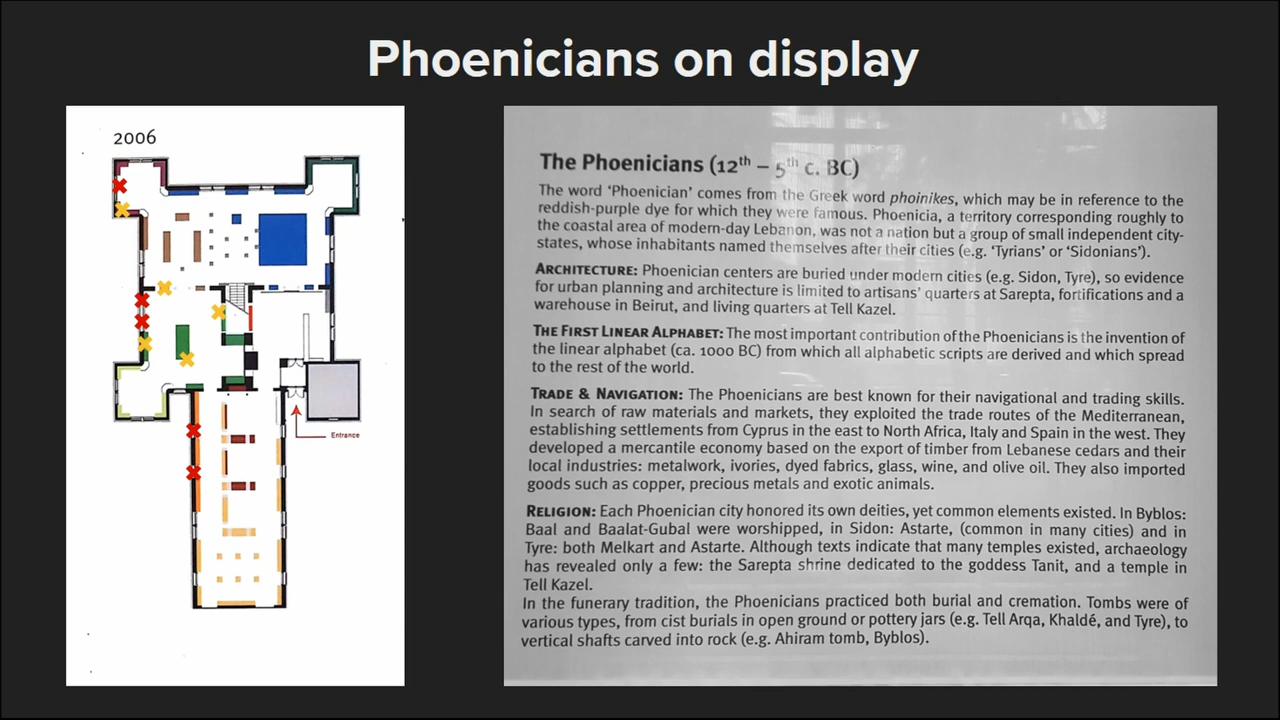 Phoenicians on display
2006
Entrance
The Phoenicians (12th – 5th c. BC)
The word ‘Phoenician’ comes from the Greek word phoinikes, which may be in reference to the
reddish-purple dye for which they were famous. Phoenicia, a territory corresponding roughly to
the coastal area of modern-day Lebanon, was not a nation but a group of small independent city-
states, whose inhabitants named themselves after their cities (e.g. ‘Tyrians’ or ‘Sidonians’).
ARCHITECTURE: Phoenician centers are buried under modern cities (e.g. Sidon, Tyre), so evidence
for urban planning and architecture is limited to artisans’ quarters at Sarepta, fortifications and a
warehouse in Beirut, and living quarters at Tell Kazel.
THE FIRST LINEAR ALPHABET: The most important contribution of the Phoenicians is the invention of
the linear alphabet (ca. 1000 BC) from which all alphabetic scripts are derived and which spread
to the rest of the world.
TRADE & NAVIGATION: The Phoenicians are best known for their navigational and trading skills.
In search of raw materials and markets, they exploited the trade routes of the Mediterranean,
establishing settlements from Cyprus in the east to North Africa, Italy and Spain in the west. They
developed a mercantile economy based on the export of timber from Lebanese cedars and their
local industries: metalwork, ivories, dyed fabrics, glass, wine, and olive oil. They also imported
goods such as copper, precious metals and exotic animals.
RELIGION: Each Phoenician city honored its own deities, yet common elements existed. In Byblos:
Baal and Baalat-Gubal were worshipped, in Sidon: Astarte, (common in many cities) and in
Tyre: both Melkart and Astarte. Although texts indicate that many temples existed, archaeology
has revealed only a few: the Sarepta shrine dedicated to the goddess Tanit, and a temple in
Tell Kazel.
In the funerary tradition, the Phoenicians practiced both burial and cremation. Tombs were of
various types, from cist burials in open ground or pottery jars (e.g. Tell Arqa, Khaldé, and Tyre), to
vertical shafts carved into rock (e.g. Ahiram tomb, Byblos).